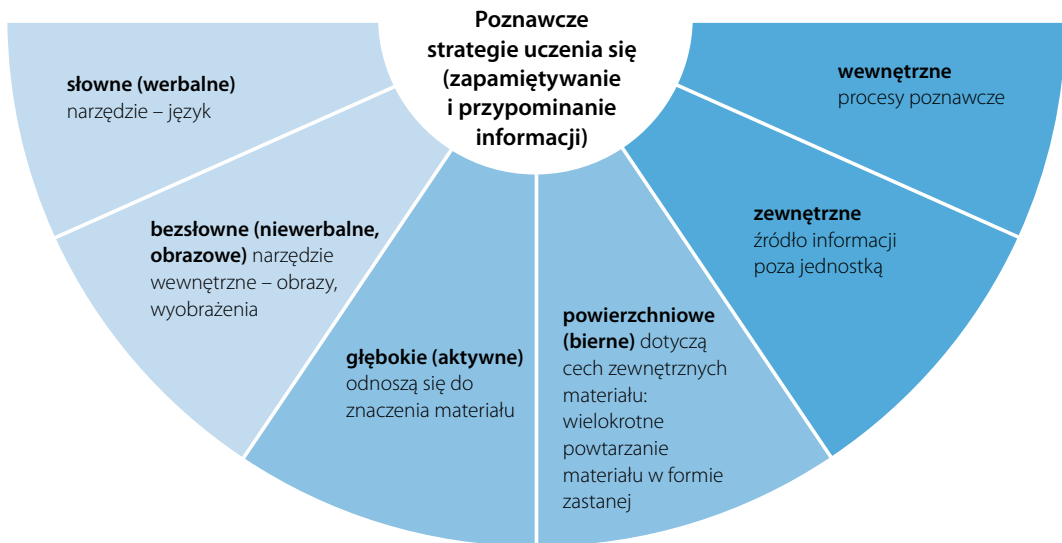 Poznawcze
strategie uczenia się
(zapamiętywanie
i przypominanie
informacji)
słowne (werbalne)
narzędzie – język
bezsłowne (niewerbalne,
obrazowe) narzędzie
wewnętrzne – obrazy,
wyobrażenia
głębokie (aktywne)
odnoszą się do
znaczenia materiału
powierzchniowe
(bierne) dotyczą
cech zewnętrznych
materiału:
wielokrotne
powtarzanie
materiału w formie
zastanej
zewnętrzne
źródło informacji
poza jednostką
wewnętrzne
procesy poznawcze